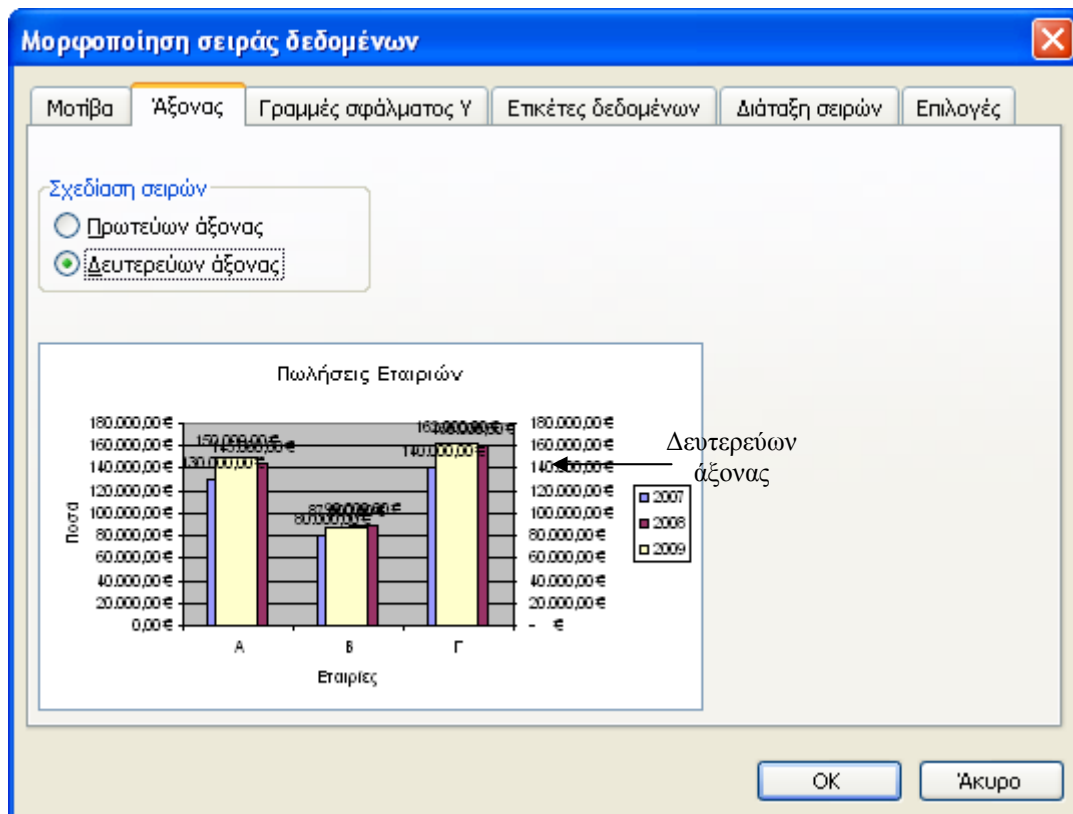 Μορφοποίηση σειράς δεδομένων
Μοτίβα Άξονας Γραμμές σφάλματος Υ Ετικέτες δεδομένων Διάταξη σειρών Επιλογές
Σχεδίαση σειρών
Πρωτεύων άξονας
Δευτερεύων άξονας
Πωλήσεις Εταιριών
180.000,00 €
160.000,00 €
140.000,00 €
120.000,00 €
100.000,00 €
80.000,00 €
60.000,00 €
40.000,00 €
20.000,00 €
0,00 €
Ποσά
130.000,00 €
80.000,00 €
140.000,00 €
Α Β Γ
Εταιρίες
180.000,00 €
160.000,00 €
140.000,00 €
120.000,00 €
100.000,00 €
80.000,00 €
60.000,00 €
40.000,00 €
20.000,00 €
- €
Δευτερεύων
άξονας
2007
2008
2009
OK Άκυρο